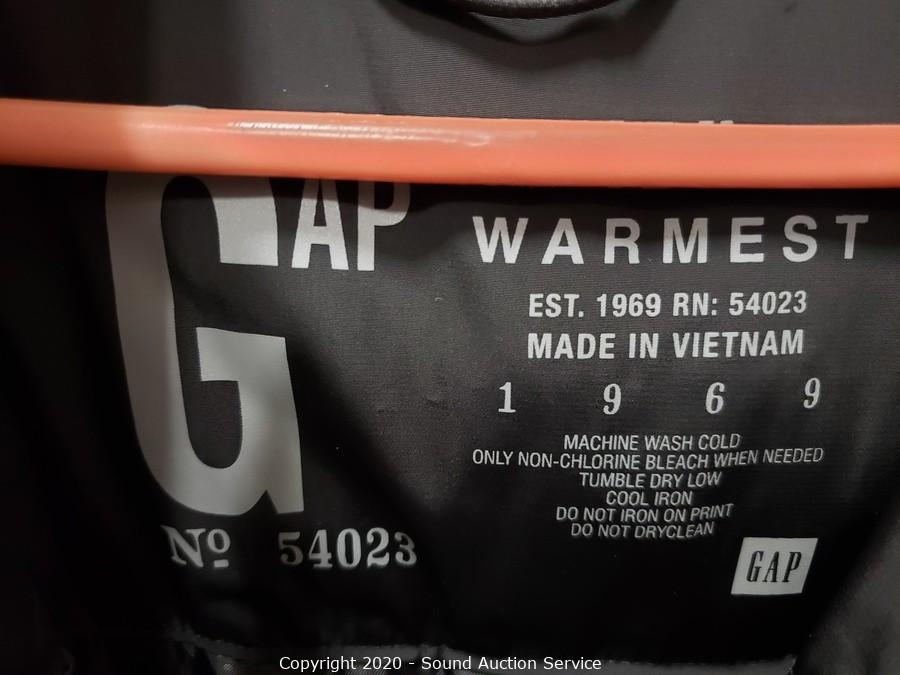 GAP
No 54023
WARMEST
EST. 1969 RN: 54023
MADE IN VIETNAM
1 9 6 9
MACHINE WASH COLD
ONLY NON-CHLORINE BLEACH WHEN NEEDED
TUMBLE DRY LOW
COOL IRON
DO NOT IRON ON PRINT
DO NOT DRYCLEAN
GAP
Copyright 2020 - Sound Auction Service